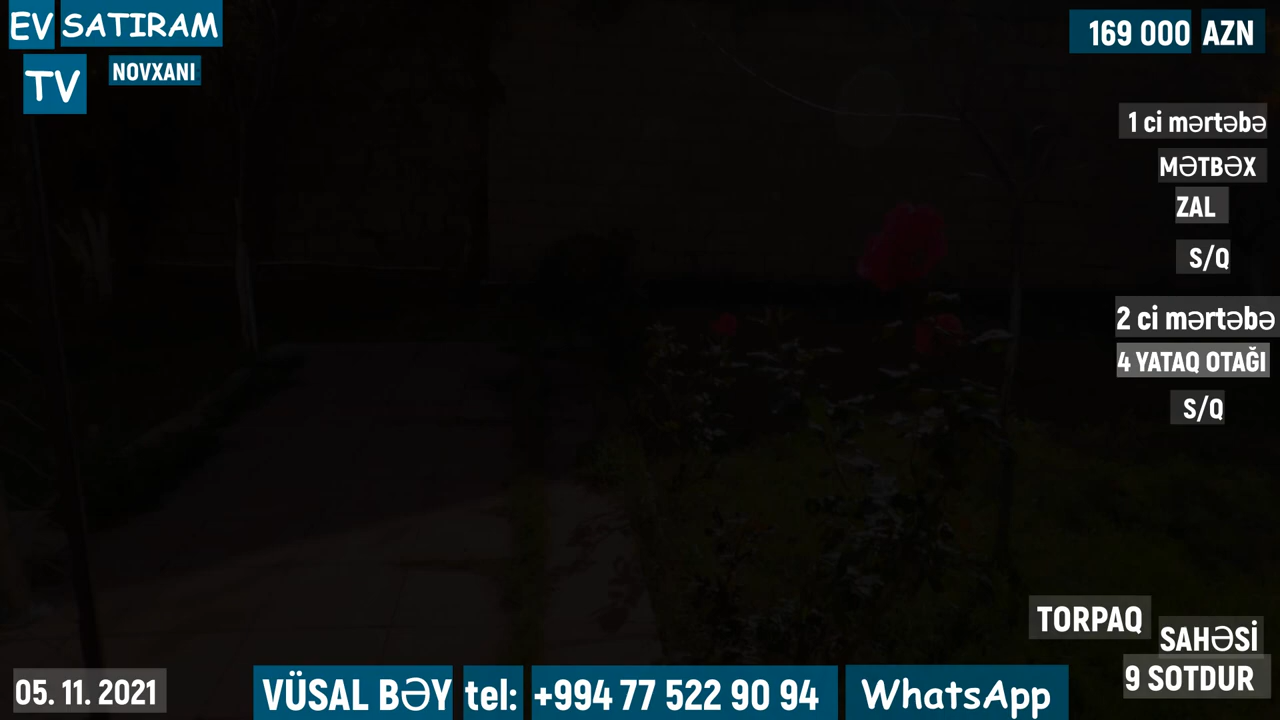 EV SATIRAM
TV NOVXANI
169 000 AZN
1 ci mərtəbə
MƏTBƏX
ZAL
S/Q
2 ci mərtəbə
4 YATAQ OTAĞI
S/Q
TORPAQ
SAHƏSİ
9 SOTDUR
05. 11. 2021
VÜSAL BƏY tel: +994 77 522 90 94 WhatsApp